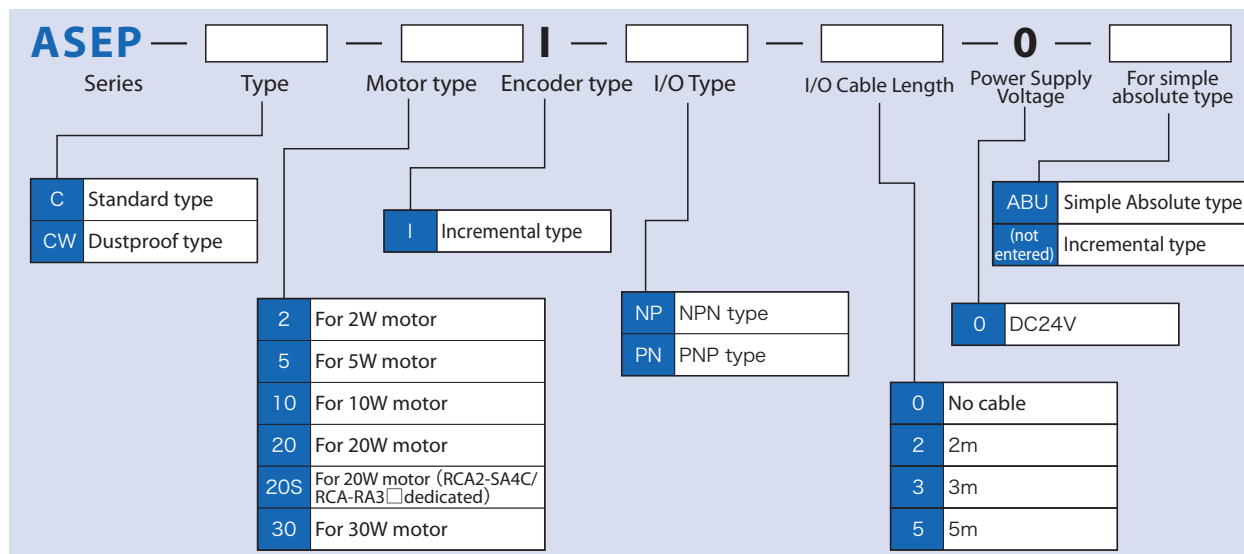 ASEP — — I — — — 0 —
Series
Type
Motor type
Encoder type
I/O Type
I/O Cable Length
Power Supply
Voltage
For simple
absolute type
C Standard type
CW Dustproof type
I Incremental type
ABU Simple Absolute type
(not
entered) Incremental type
2 For 2W motor
5 For 5W motor
10 For 10W motor
20 For 20W motor
20S For 20W motor (RCA2-SA4C/
RCA-RA3□dedicated)
30 For 30W motor
NP NPN type
PN PNP type
0 DC24V
0 No cable
2 2m
3 3m
5 5m